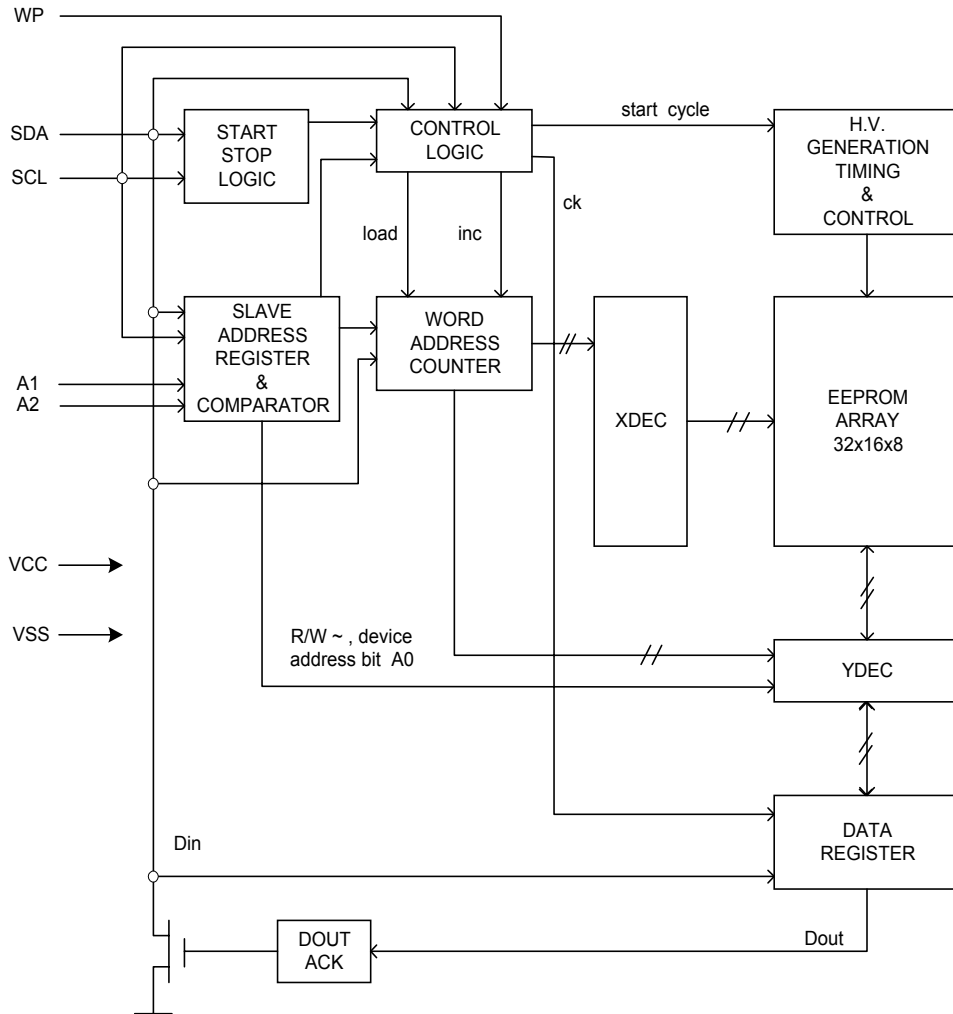 WP
SDA
SCL
START
STOP
LOGIC
CONTROL
LOGIC
start cycle
H.V.
GENERATION
TIMING
&
CONTROL
ck
load
inc
A1
A2
SLAVE
ADDRESS
REGISTER
&
COMPARATOR
WORD
ADDRESS
COUNTER
XDEC
EEPROM
ARRAY
32x16x8
VCC
VSS
R/W ~ , device
address bit A0
YDEC
Din
DATA
REGISTER
DOUT
ACK
Dout